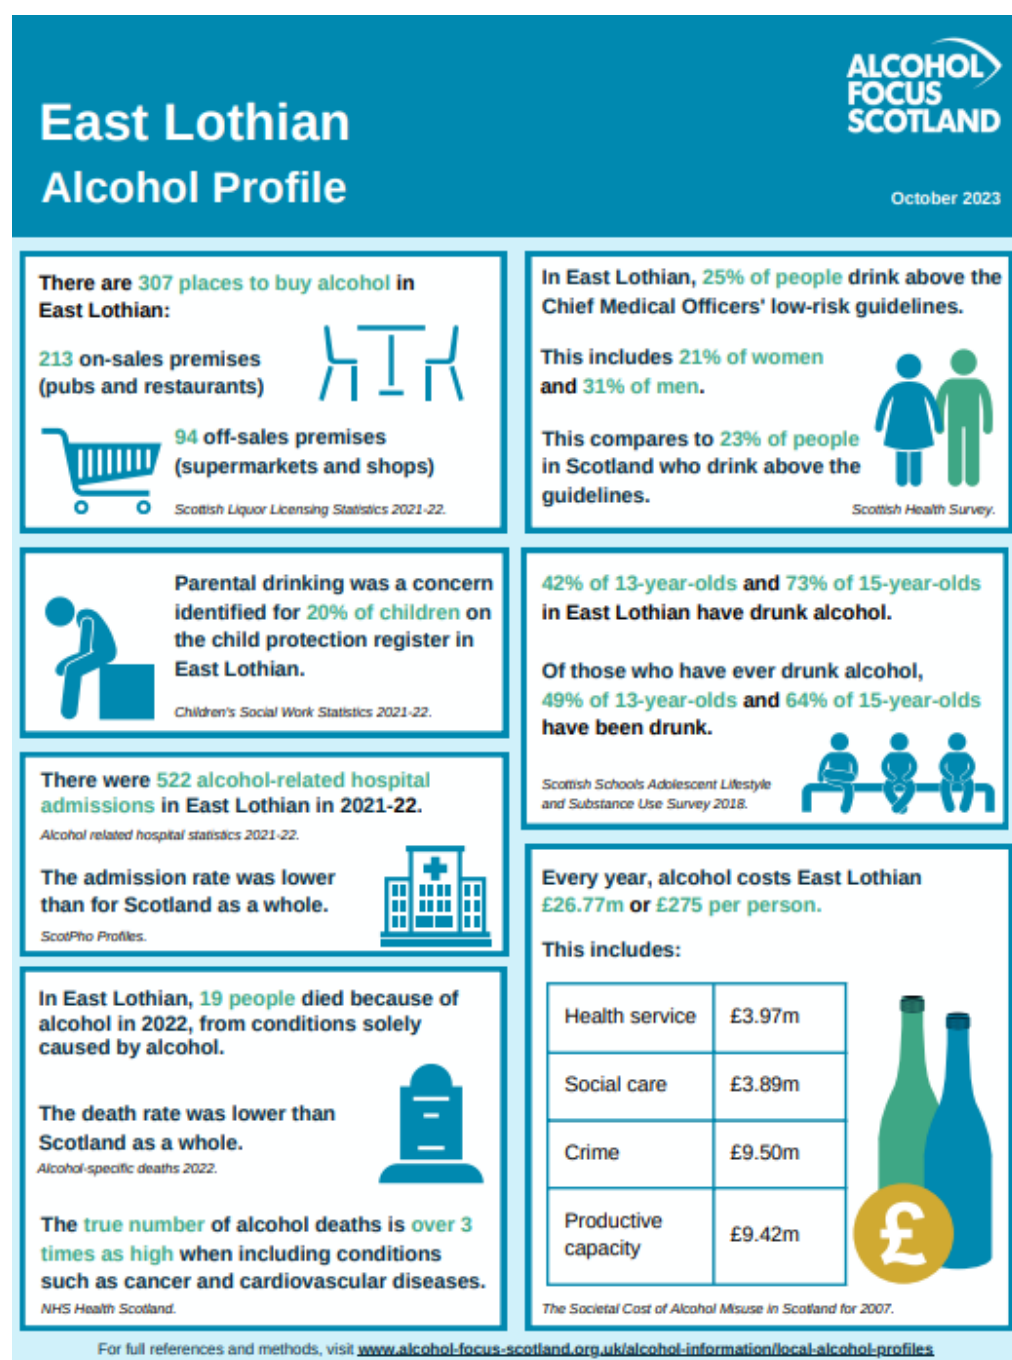 East Lothian
Alcohol Profile
ALCOHOL
FOCUS
SCOTLAND
October 2023
There are 307 places to buy alcohol in
East Lothian:
213 on-sales premises
(pubs and restaurants)
94 off-sales premises
(supermarkets and shops)
Scottish Liquor Licensing Statistics 2021-22.
In East Lothian, 25% of people drink above the
Chief Medical Officers' low-risk guidelines.
This includes 21% of women
and 31% of men.
This compares to 23% of people
in Scotland who drink above the
guidelines.
Scottish Health Survey.
Parental drinking was a concern
identified for 20% of children on
the child protection register in
East Lothian.
Children's Social Work Statistics 2021-22.
42% of 13-year-olds and 73% of 15-year-olds
in East Lothian have drunk alcohol.
Of those who have ever drunk alcohol,
49% of 13-year-olds and 64% of 15-year-olds
have been drunk.
Scottish Schools Adolescent Lifestyle
and Substance Use Survey 2018.
There were 522 alcohol-related hospital
admissions in East Lothian in 2021-22.
Alcohol related hospital statistics 2021-22.
The admission rate was lower
than for Scotland as a whole.
ScotPho Profiles.
In East Lothian, 19 people died because of
alcohol in 2022, from conditions solely
caused by alcohol.
The death rate was lower than
Scotland as a whole.
Alcohol-specific deaths 2022.
The true number of alcohol deaths is over 3
times as high when including conditions
such as cancer and cardiovascular diseases.
NHS Health Scotland.
Every year, alcohol costs East Lothian
£26.77m or £275 per person.
This includes:
Health service £3.97m
Social care £3.89m
Crime £9.50m
Productive
capacity £9.42m
£
The Societal Cost of Alcohol Misuse in Scotland for 2007.
For full references and methods, visit www.alcohol-focus-scotland.org.uk/alcohol-information/local-alcohol-profiles